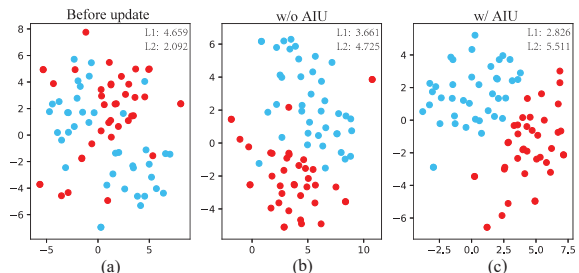 Before update
L1: 4.659
L2: 2.092
6
4
2
0
−2
−4
−6
−5
0
5
(a)
w/o AIU
L1: 3.661
L2: 4.725
6
4
2
0
−2
−4
0
5
10
(b)
w/ AIU
L1: 2.826
L2: 5.511
6
4
2
0
−2
−4
−6
−2.5
0.0
2.5
5.0
7.5
(c)